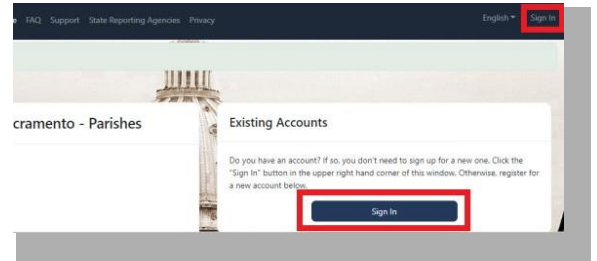 FAQ Support State Reporting Agencies Privacy English Sign In
cramento - Parishes
Existing Accounts
Do you have an account? If so, you don't need to sign up for a new one. Click the
"Sign In" button in the upper right hand corner of this window. Otherwise, register for
a new account below.
Sign In